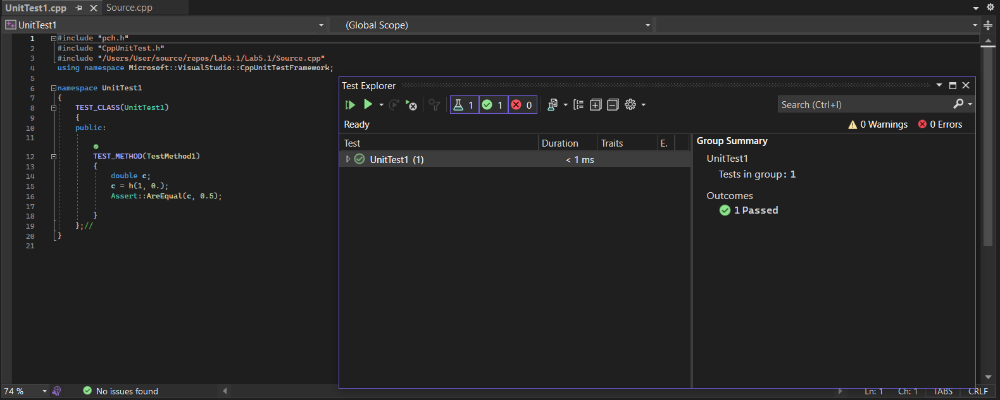 UnitTest1.cpp Source.cpp
UnitTest1 (Global Scope)
1 #include "pch.h"
2 #include "CppUnitTest.h"
3 #include "/Users/User/source/repos/lab5.1/Lab5.1/Source.cpp"
4 using namespace Microsoft::VisualStudio::CppUnitTestFramework;
5
6 namespace UnitTest1
7 {
8 TEST_CLASS(UnitTest1)
9 {
10 public:
11
12 TEST_METHOD(TestMethod1)
13 {
14 double c;
15 c = h(1, 0.);
16 Assert::AreEqual(c, 0.5);
17
18 }
19 };//
20 }
21
Test Explorer
1 1 0
Search (Ctrl+I)
Ready 0 Warnings 0 Errors
Test Duration Traits E.
UnitTest1 (1) < 1 ms
Group Summary
UnitTest1
Tests in group: 1
Outcomes
1 Passed
74 % No issues found Ln: 1 Ch: 1 TABS CRLF